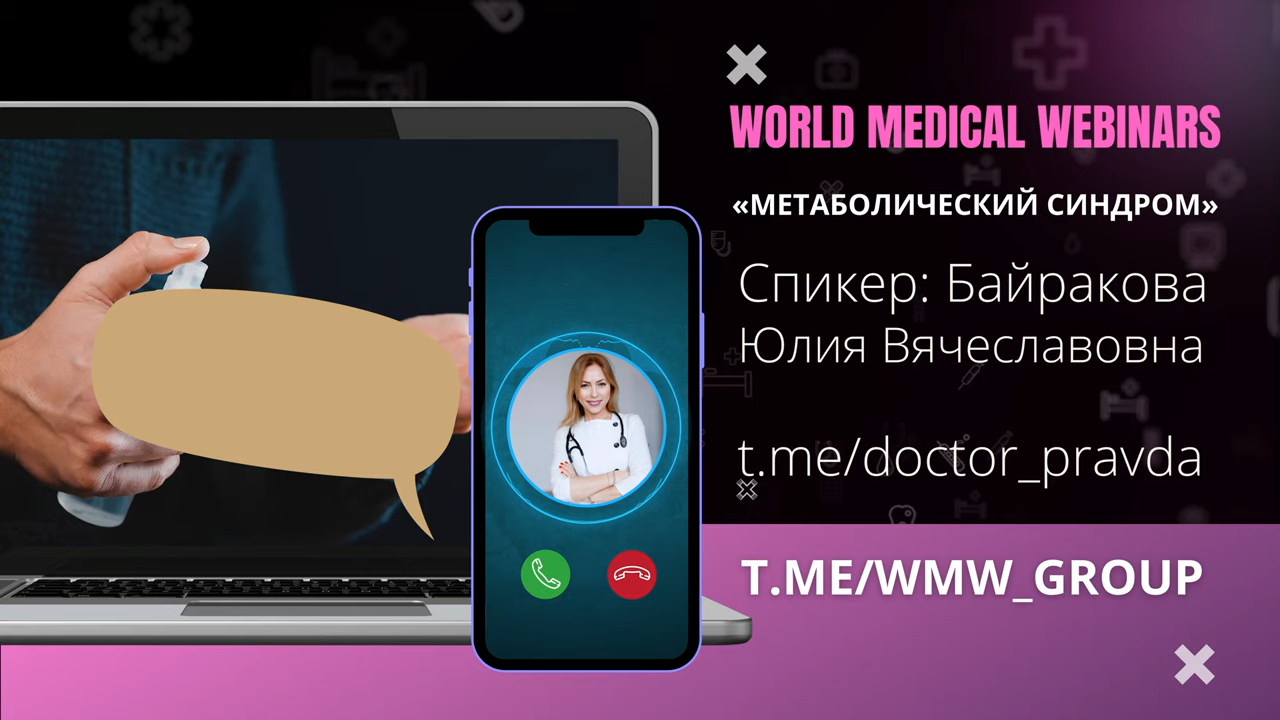 WORLD MEDICAL WEBINARS
«МЕТАБОЛИЧЕСКИЙ СИНДРОМ»
Спикер: Байракова
Юлия Вячеславовна
t.me/doctor_pravda
T.ME/WMW_GROUP